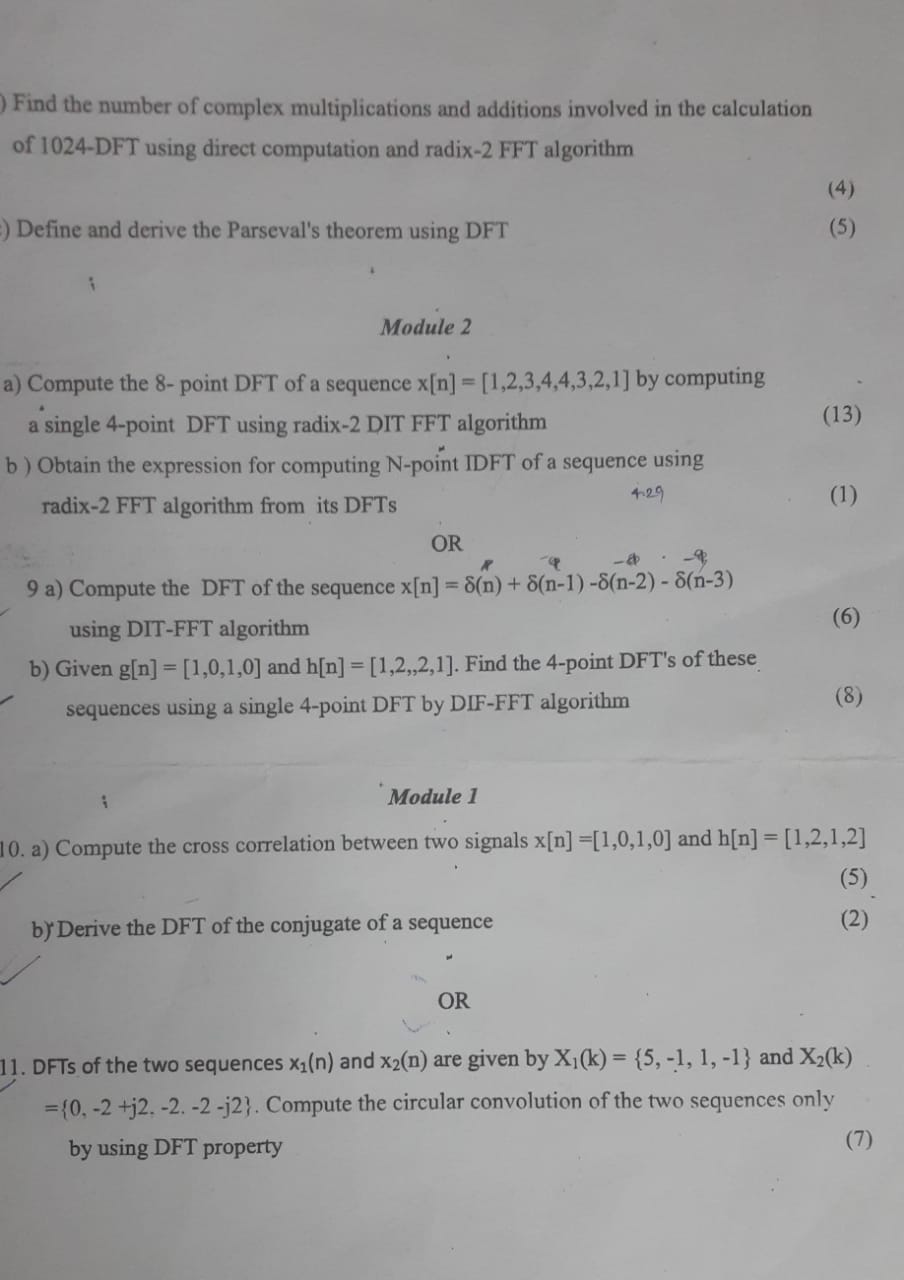 ) Find the number of complex multiplications and additions involved in the calculation
of 1024-DFT using direct computation and radix-2 FFT algorithm
(4)
:) Define and derive the Parseval's theorem using DFT (5)
Module 2
a) Compute the 8- point DFT of a sequence x[n] = [1,2,3,4,4,3,2,1] by computing
a single 4-point DFT using radix-2 DIT FFT algorithm (13)
b ) Obtain the expression for computing N-point IDFT of a sequence using
radix-2 FFT algorithm from its DFTs 4.29 (1)
OR
9 a) Compute the DFT of the sequence x[n] = δ(n) + δ(n-1) -δ(n-2) - δ(n-3)
using DIT-FFT algorithm (6)
b) Given g[n] = [1,0,1,0] and h[n] = [1,2,,2,1]. Find the 4-point DFT's of these
sequences using a single 4-point DFT by DIF-FFT algorithm (8)
Module 1
10. a) Compute the cross correlation between two signals x[n] =[1,0,1,0] and h[n] = [1,2,1,2]
(5)
b) Derive the DFT of the conjugate of a sequence (2)
OR
11. DFTs of the two sequences x₁(n) and x₂(n) are given by X₁(k) = {5, -1, 1, -1} and X₂(k)
={0, -2 +j2, -2. -2 -j2}. Compute the circular convolution of the two sequences only
by using DFT property (7)